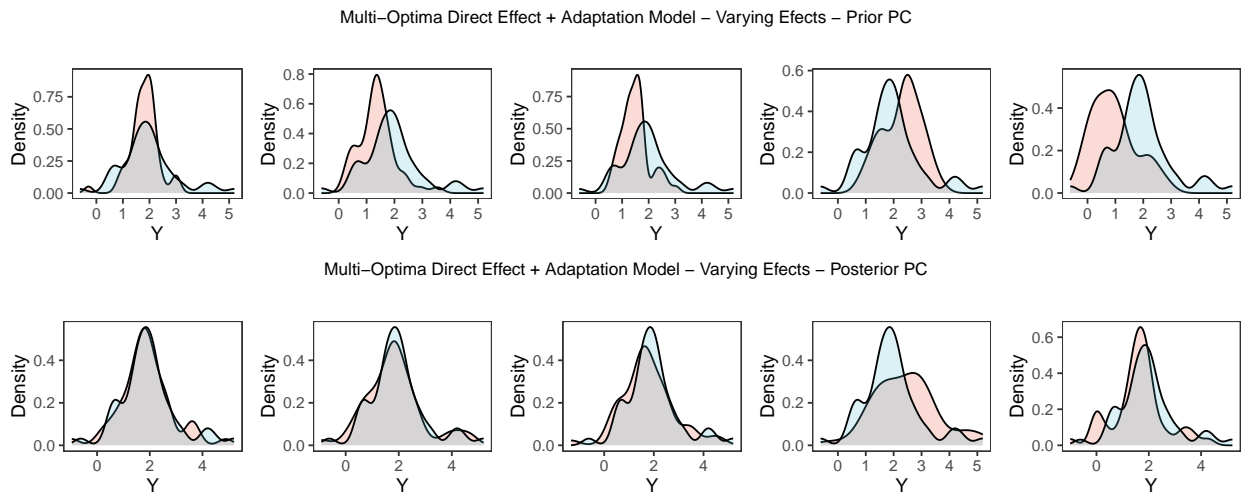 Multi−Optima Direct Effect + Adaptation Model − Varying Efects − Prior PC
0.75
0.50
0.25
0.00
Density
0 1 2 3 4 5
Y
0.8
0.6
0.4
0.2
0.0
Density
0 1 2 3 4 5
Y
0.75
0.50
0.25
0.00
Density
0 1 2 3 4 5
Y
0.6
0.4
0.2
0.0
Density
0 1 2 3 4 5
Y
0.4
0.2
0.0
Density
0 1 2 3 4 5
Y
Multi−Optima Direct Effect + Adaptation Model − Varying Efects − Posterior PC
0.4
0.2
0.0
Density
0 2 4
Y
0.4
0.2
0.0
Density
0 2 4
Y
0.4
0.2
0.0
Density
0 2 4
Y
0.4
0.2
0.0
Density
0 1 2 3 4 5
Y
0.6
0.4
0.2
0.0
Density
0 2 4
Y